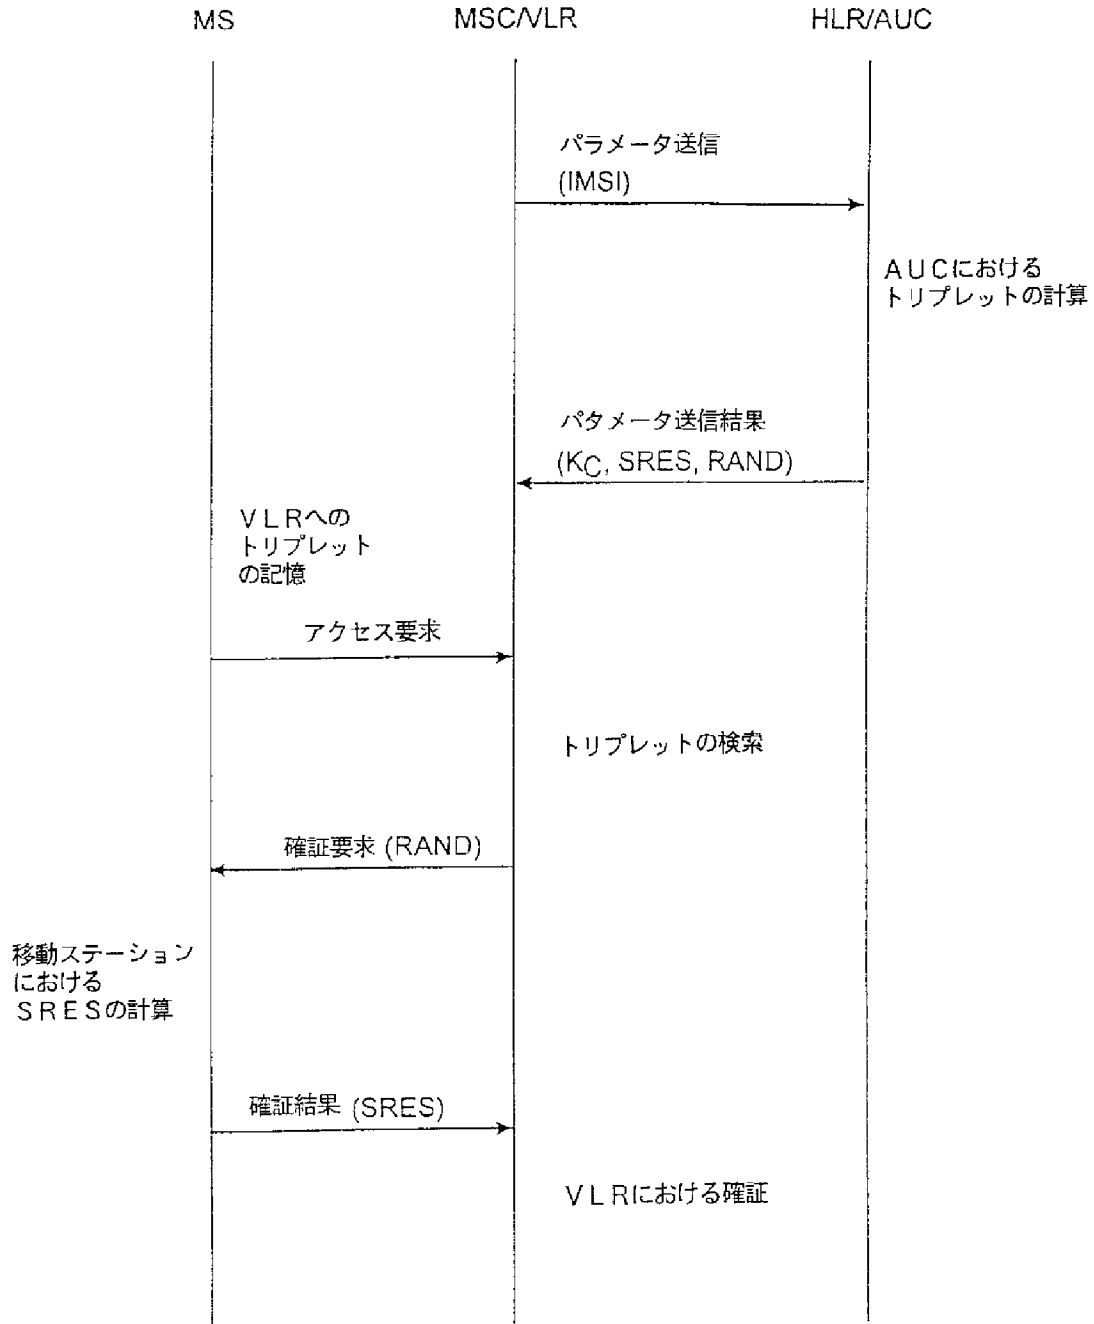 MS MSC/VLR HLR/AUC
パラメータ送信
(IMSI)
AUCにおける
トリプレットの計算
パタメータ送信結果
(KC, SRES, RAND)
VLRへの
トリプレット
の記憶
アクセス要求
トリプレットの検索
確証要求 (RAND)
移動ステーション
における
SRESの計算
確証結果 (SRES)
VLRにおける確証